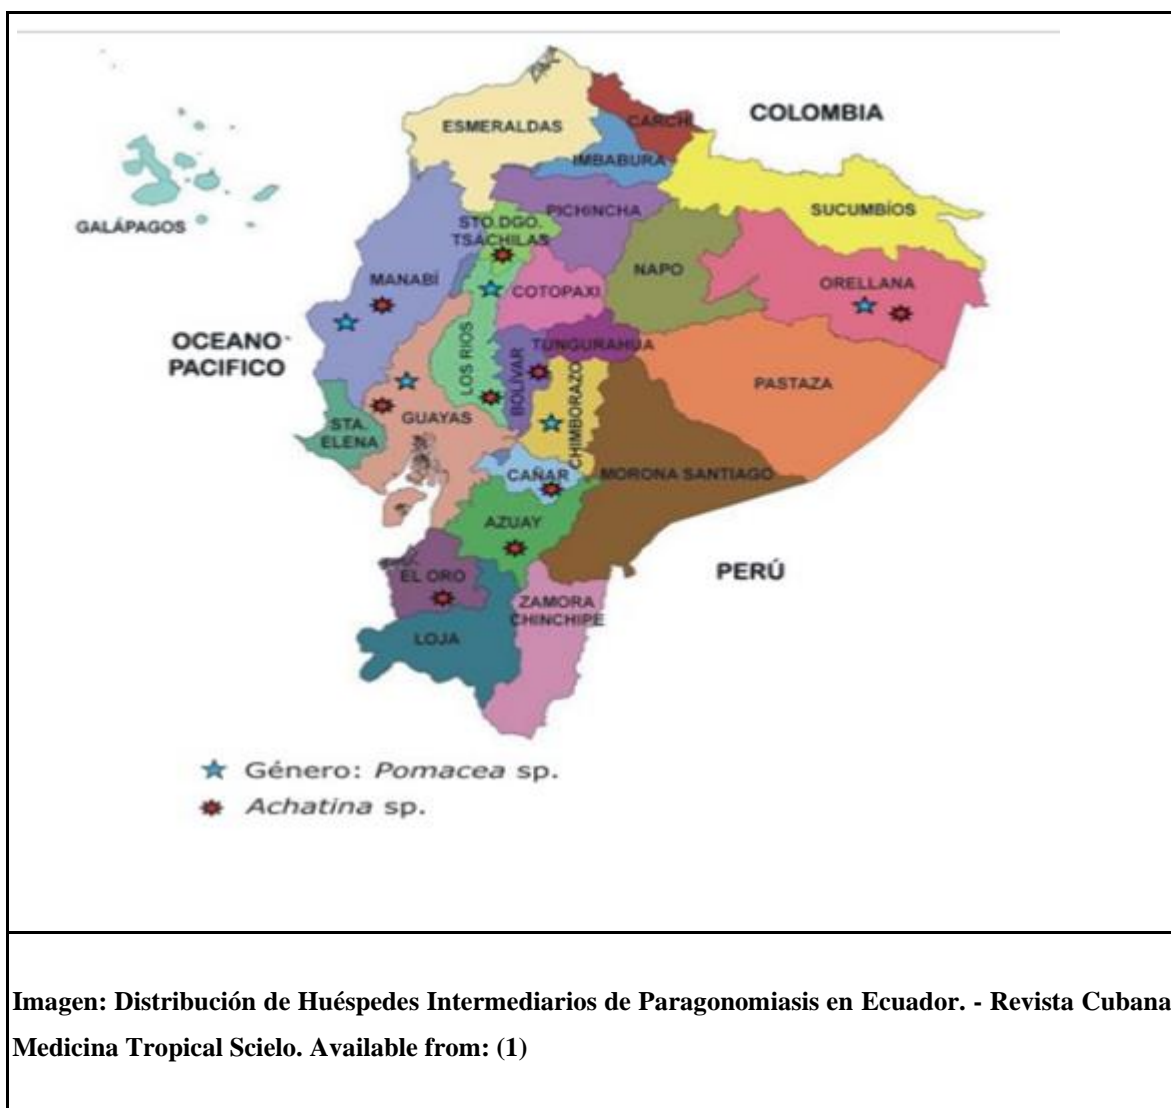 COLOMBIA
ESMERALDAS
CARCHI
IMBABURA
GALÁPAGOS
SUCUMBÍOS
PICHINCHA
STO.DGO.
TSACHILAS
NAPO
MANABÍ
COTOPAXI
ORELLANA
OCEANO
PACIFICO
LOS RIOS
BOLÍVAR
TUNGURAHUA
CHIMBORAZO
PASTAZA
STA.
ELENA
GUAYAS
CAÑAR
MORONA SANTIAGO
AZUAY
PERÚ
EL ORO
ZAMORA
CHINCHIPE
LOJA
Género: Pomacea sp.
Achatina sp.
Imagen: Distribución de Huéspedes Intermediarios de Paragonomiasis en Ecuador. - Revista Cubana
Medicina Tropical Scielo. Available from: (1)